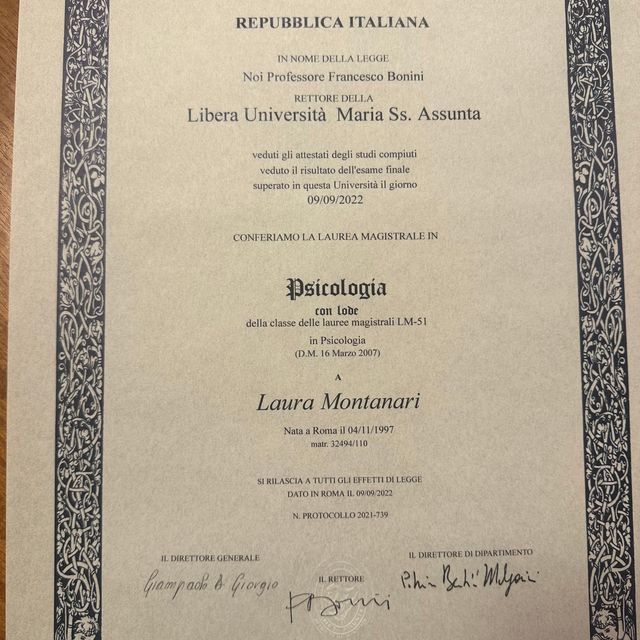 REPUBBLICA ITALIANA
IN NOME DELLA LEGGE
Noi Professore Francesco Bonini
RETTORE DELLA
Libera Università Maria Ss. Assunta
veduti gli attestati degli studi compiuti
veduto il risultato dell'esame finale
superato in questa Università il giorno
09/09/2022
CONFERIAMO LA LAUREA MAGISTRALE IN
Psicologia
con lode
della classe delle lauree magistrali LM-51
in Psicologia
(D.M. 16 Marzo 2007)
A
Laura Montanari
Nata a Roma il 04/11/1997
matr. 32494/110
SI RILASCIA A TUTTI GLI EFFETTI DI LEGGE
DATO IN ROMA IL 09/09/2022
N. PROTOCOLLO 2021-739
IL DIRETTORE GENERALE
Giampaolo
Giorgio
IL RETTORE
IL DIRETTORE DI DIPARTIMENTO